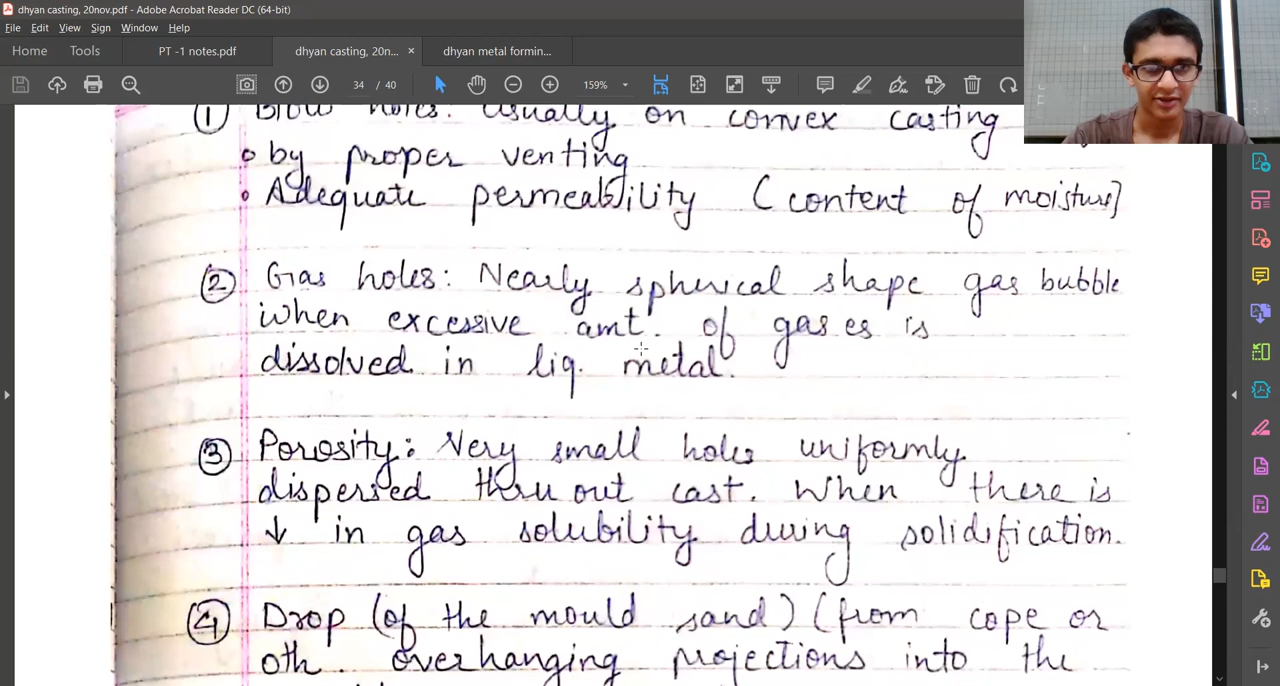 dhyan casting, 20nov.pdf - Adobe Acrobat Reader DC (64-bit)
File Edit View Sign Window Help
Home Tools PT -1 notes.pdf dhyan casting, 20n... × dhyan metal formin...
34 / 40 159%
① Blow holes: Usually on convex casting
o by proper venting
o Adequate permeability (content of moisture)
② Gas holes: Nearly spherical shape gas bubble
when excessive amt. of gases is
dissolved in liq. metal.
③ Porosity: Very small holes uniformly
dispersed thru out cast. When there is
↓ in gas solubility during solidification.
④ Drop (of the mould sand) (from cope or
oth. overhanging projections into the